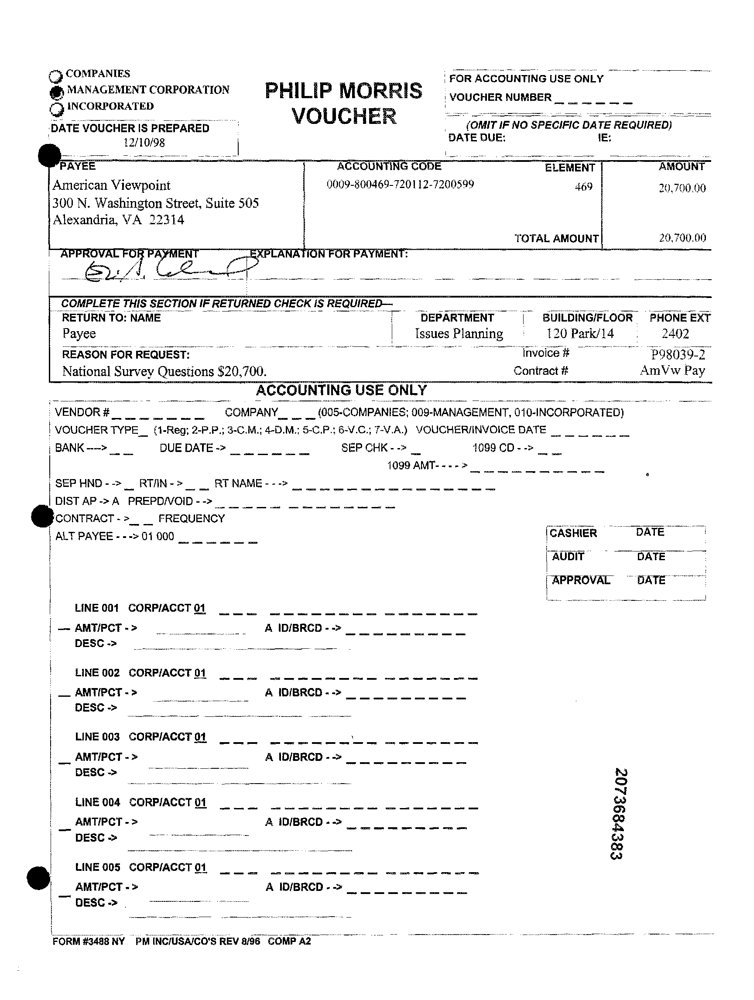 COMPANIES
MANAGEMENT CORPORATION
INCORPORATED
PHILIP MORRIS
VOUCHER
FOR ACCOUNTING USE ONLY
VOUCHER NUMBER _ _ _ _ _ _
DATE VOUCHER IS PREPARED
12/10/98
(OMIT IF NO SPECIFIC DATE REQUIRED)
DATE DUE: IE:
PAYEE ACCOUNTING CODE ELEMENT AMOUNT
American Viewpoint 0009-800469-720112-7200599 469 20,700.00
300 N. Washington Street, Suite 505
Alexandria, VA 22314
TOTAL AMOUNT 20,700.00
APPROVAL FOR PAYMENT EXPLANATION FOR PAYMENT:
COMPLETE THIS SECTION IF RETURNED CHECK IS REQUIRED—
RETURN TO: NAME DEPARTMENT BUILDING/FLOOR PHONE EXT
Payee Issues Planning 120 Park/14 2402
REASON FOR REQUEST: Invoice # P98039-2
National Survey Questions $20,700. Contract # AmVw Pay
ACCOUNTING USE ONLY
VENDOR # _ _ _ _ _ _ COMPANY _ _ _ (005-COMPANIES; 009-MANAGEMENT, 010-INCORPORATED)
VOUCHER TYPE _ (1-Reg; 2-P.P.; 3-C.M.; 4-D.M.; 5-C.P.; 6-V.C.; 7-V.A.) VOUCHER/INVOICE DATE _ _ _ _ _ _
BANK ----> _ _ DUE DATE -> _ _ _ _ _ _ SEP CHK - -> _ 1099 CD - -> _ _
1099 AMT- - - -> _ _ _ _ _ _ _ _ _ _
SEP HND - -> _ RT/IN - > _ _ RT NAME - - -> _ _ _ _ _ _ _ _ _ _ _ _ _ _ _
DIST AP -> A PREPD/VOID - -> _ _ _ _ _ _ _ _ _ _ _
CONTRACT - > _ _ FREQUENCY
ALT PAYEE - - -> 01 000 _ _ _ _ _ _
CASHIER DATE
AUDIT DATE
APPROVAL DATE
LINE 001 CORP/ACCT 01 _ _ _ _ _ _ _ _ _ _ _ _ _ _
AMT/PCT - > A ID/BRCD - -> _ _ _ _ _ _ _ _ _
DESC ->
LINE 002 CORP/ACCT 01 _ _ _ _ _ _ _ _ _ _ _ _ _ _
AMT/PCT - > A ID/BRCD - -> _ _ _ _ _ _ _ _ _
DESC ->
LINE 003 CORP/ACCT 01 _ _ _ _ _ _ _ _ _ _ _ _ _ _
AMT/PCT - > A ID/BRCD - -> _ _ _ _ _ _ _ _ _
DESC ->
LINE 004 CORP/ACCT 01 _ _ _ _ _ _ _ _ _ _ _ _ _ _
AMT/PCT - > A ID/BRCD - -> _ _ _ _ _ _ _ _ _
DESC ->
LINE 005 CORP/ACCT 01 _ _ _ _ _ _ _ _ _ _ _ _ _ _
AMT/PCT - > A ID/BRCD - -> _ _ _ _ _ _ _ _ _
DESC ->
2073684383
FORM #3488 NY PM INC/USA/CO'S REV 8/96 COMP A2